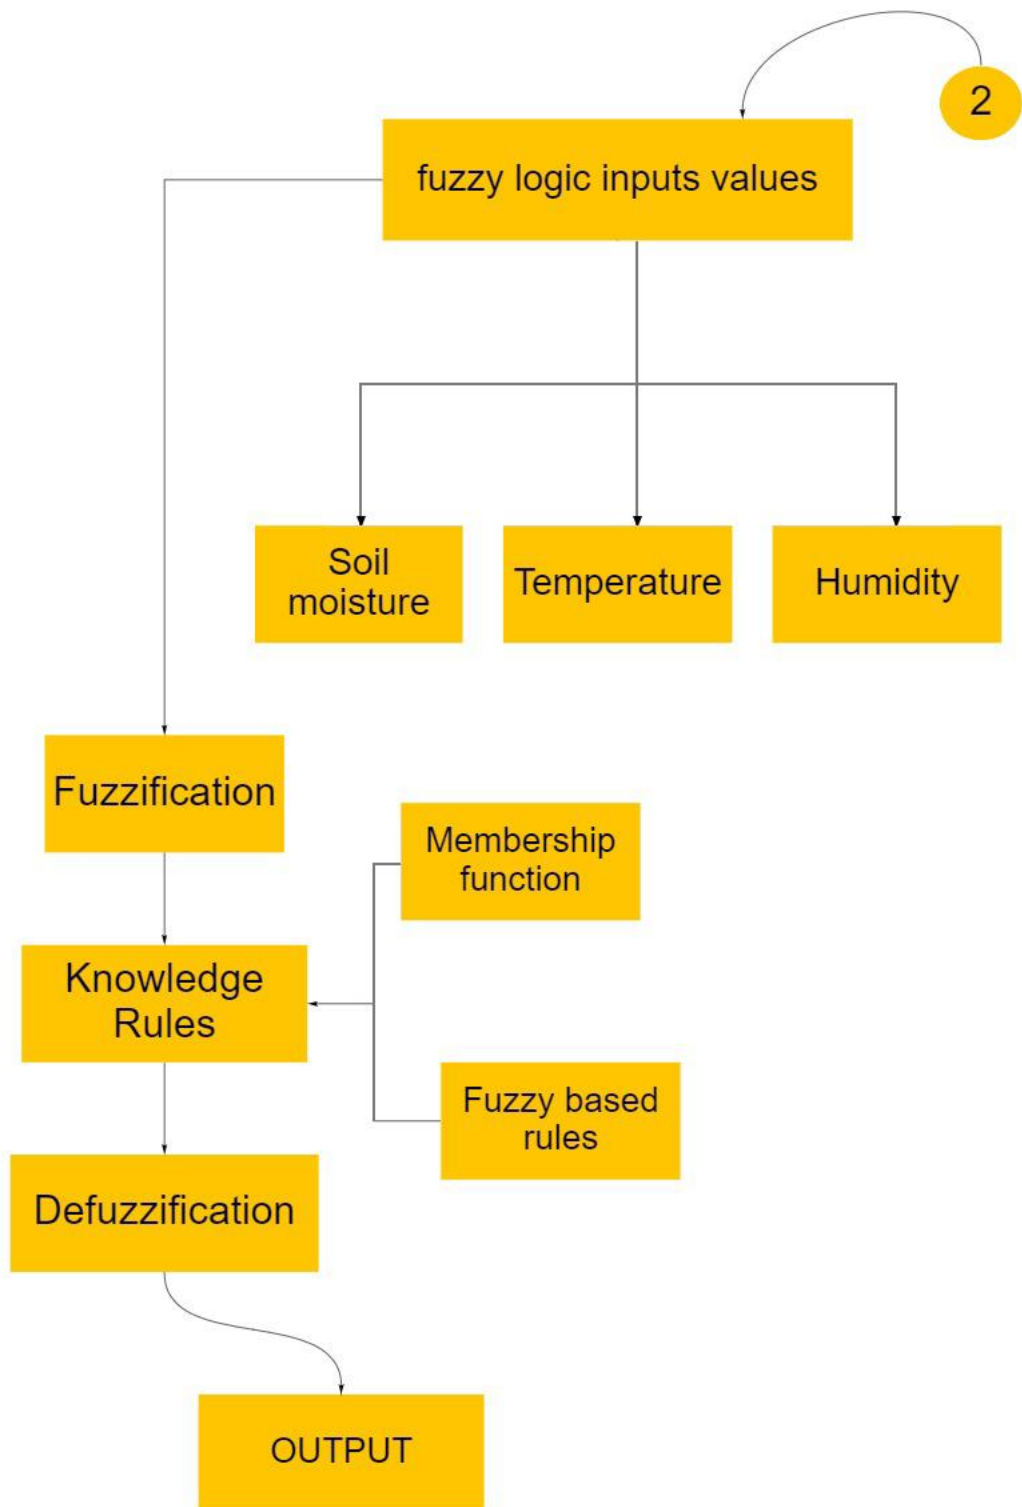 2
fuzzy logic inputs values
Soil
moisture
Temperature
Humidity
Fuzzification
Membership
function
Knowledge
Rules
Fuzzy based
rules
Defuzzification
OUTPUT